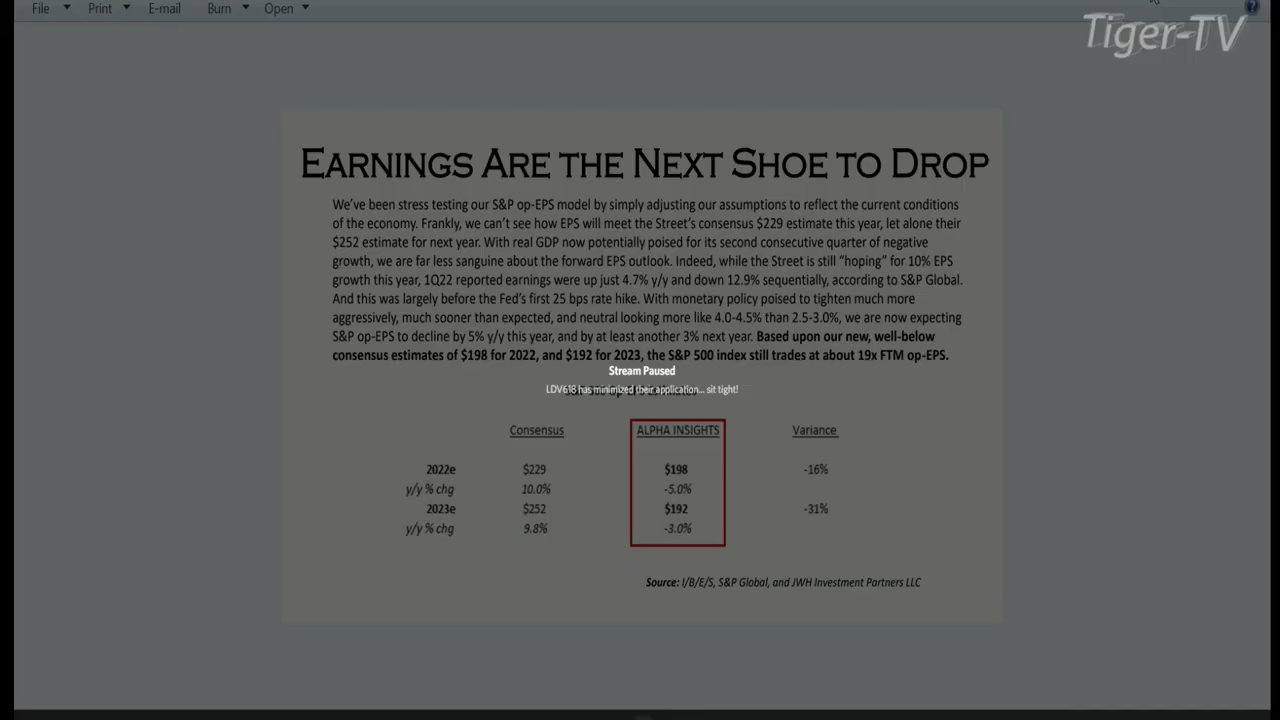 File Print E-mail Burn Open
Tiger-TV
EARNINGS ARE THE NEXT SHOE TO DROP
We've been stress testing our S&P op-EPS model by simply adjusting our assumptions to reflect the current conditions
of the economy. Frankly, we can't see how EPS will meet the Street's consensus $229 estimate this year, let alone their
$252 estimate for next year. With real GDP now potentially poised for its second consecutive quarter of negative
growth, we are far less sanguine about the forward EPS outlook. Indeed, while the Street is still "hoping" for 10% EPS
growth this year, 1Q22 reported earnings were up just 4.7% y/y and down 12.9% sequentially, according to S&P Global.
And this was largely before the Fed's first 25 bps rate hike. With monetary policy poised to tighten much more
aggressively, much sooner than expected, and neutral looking more like 4.0-4.5% than 2.5-3.0%, we are now expecting
S&P op-EPS to decline by 5% y/y this year, and by at least another 3% next year. Based upon our new, well-below
consensus estimates of $198 for 2022, and $192 for 2023, the S&P 500 index still trades at about 19x FTM op-EPS.
Stream Paused
LDV618 has minimized their application... sit tight!
Consensus ALPHA INSIGHTS Variance
2022e $229 $198 -16%
y/y % chg 10.0% -5.0%
2023e $252 $192 -31%
y/y % chg 9.8% -3.0%
Source: I/B/E/S, S&P Global, and JWH Investment Partners LLC